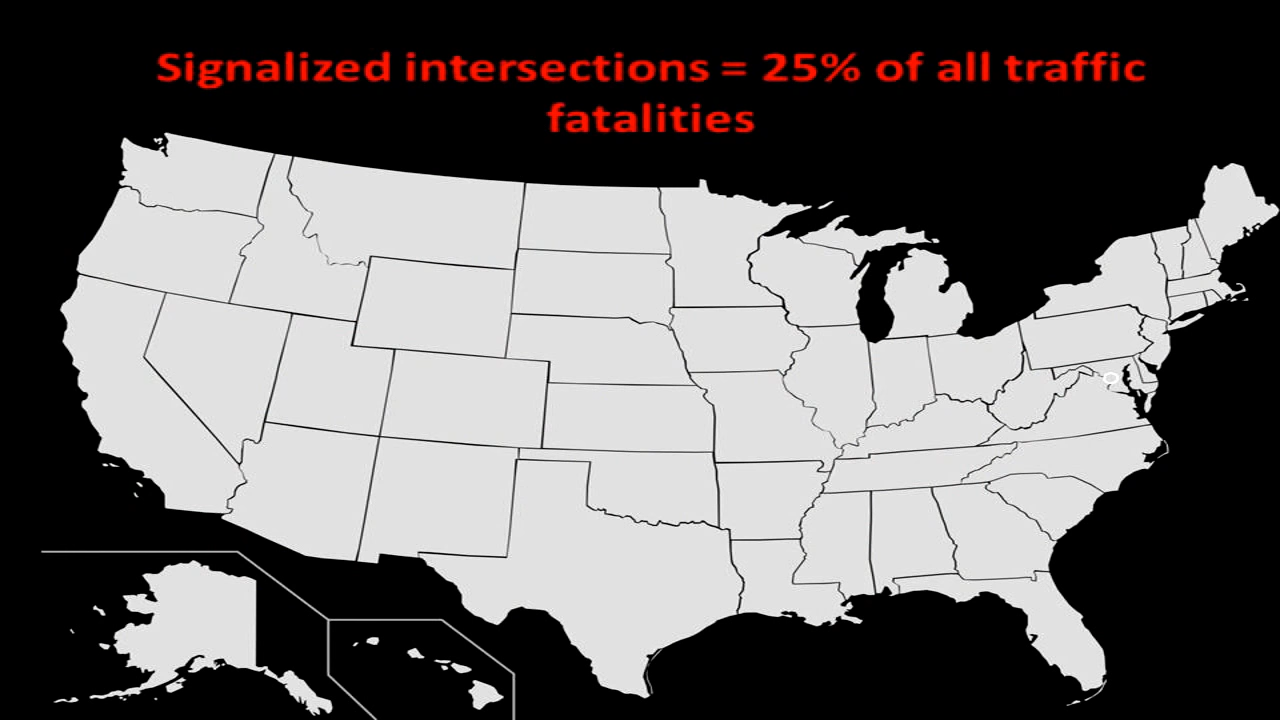 Signalized intersections = 25% of all traffic
fatalities